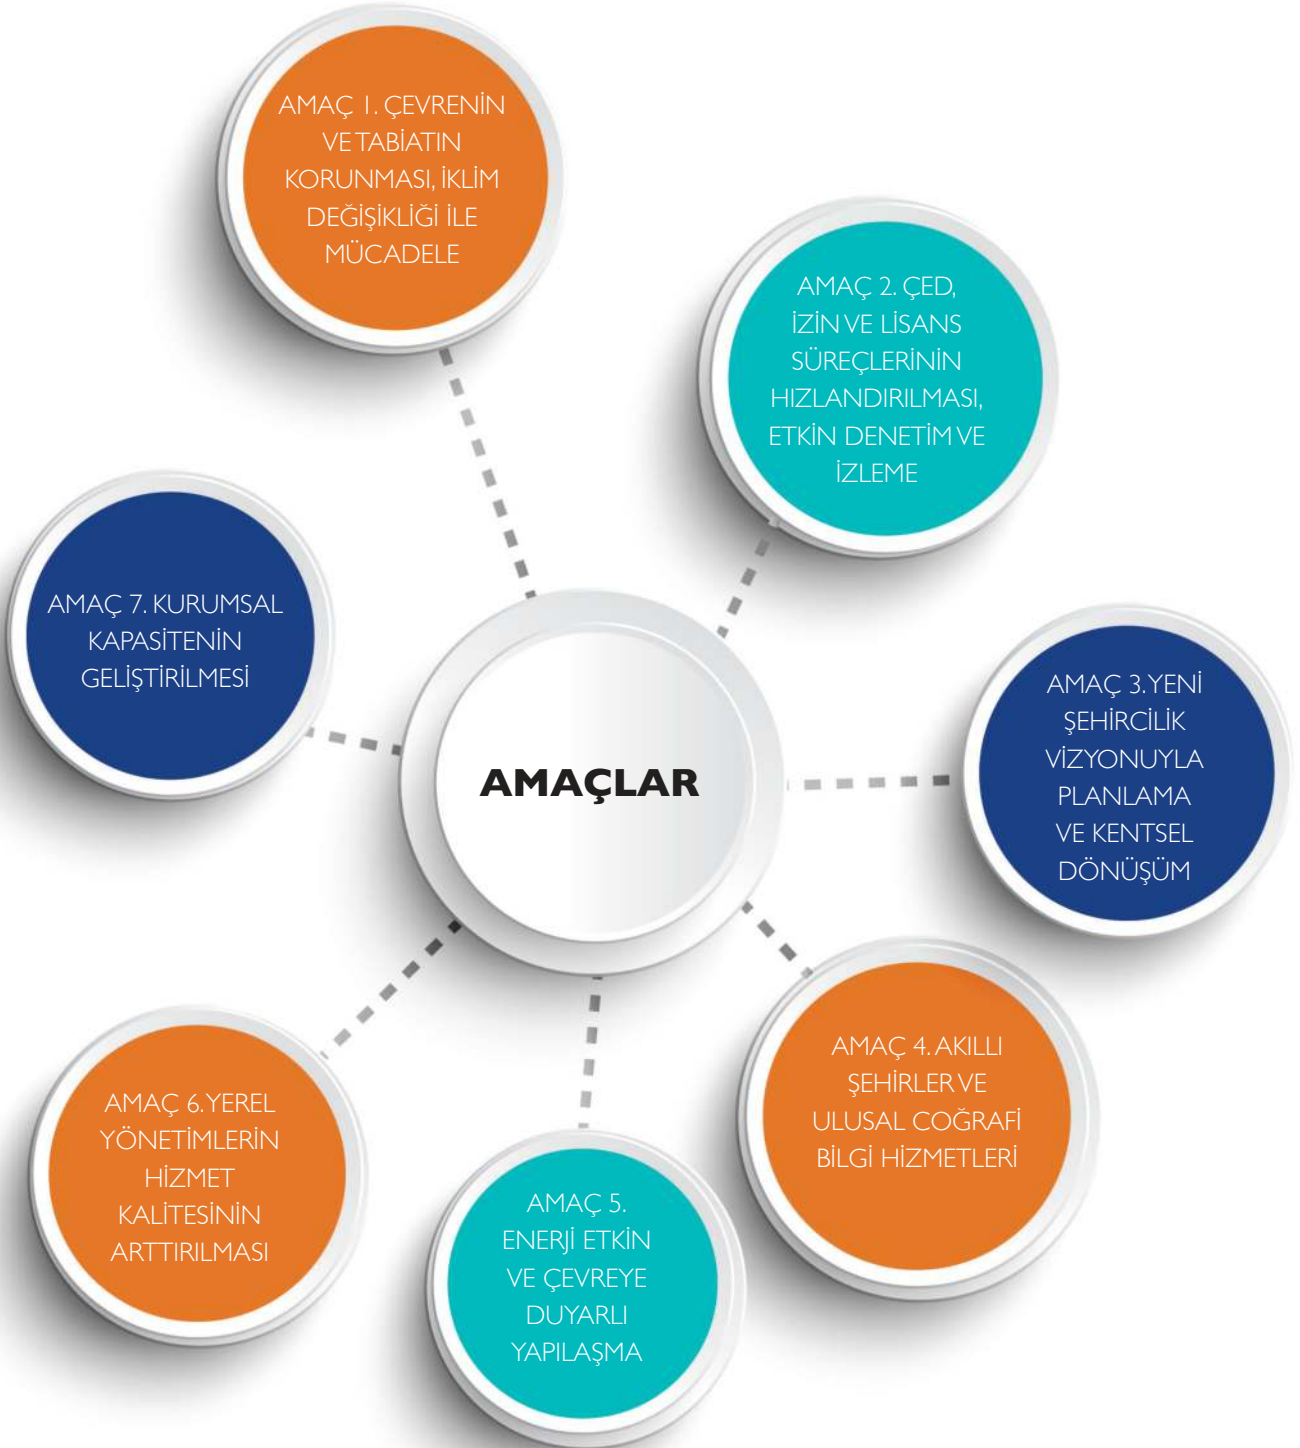 AMAÇ 1. ÇEVRENİN
VE TABİATIN
KORUNMASI, İKLİM
DEĞİŞİKLİĞİ İLE
MÜCADELE
AMAÇ 2. ÇED,
İZİN VE LİSANS
SÜREÇLERİNİN
HIZLANDIRILMASI,
ETKİN DENETİM VE
İZLEME
AMAÇ 3. YENİ
ŞEHİRCİLİK
VİZYONUYLA
PLANLAMA
VE KENTSEL
DÖNÜŞÜM
AMAÇ 4. AKILLI
ŞEHİRLER VE
ULUSAL COĞRAFİ
BİLGİ HİZMETLERİ
AMAÇ 5.
ENERJİ ETKİN
VE ÇEVREYE
DUYARLI
YAPILAŞMA
AMAÇ 6. YEREL
YÖNETİMLERİN
HİZMET
KALİTESİNİN
ARTTIRILMASI
AMAÇ 7. KURUMSAL
KAPASİTENİN
GELİŞTİRİLMESİ
AMAÇLAR